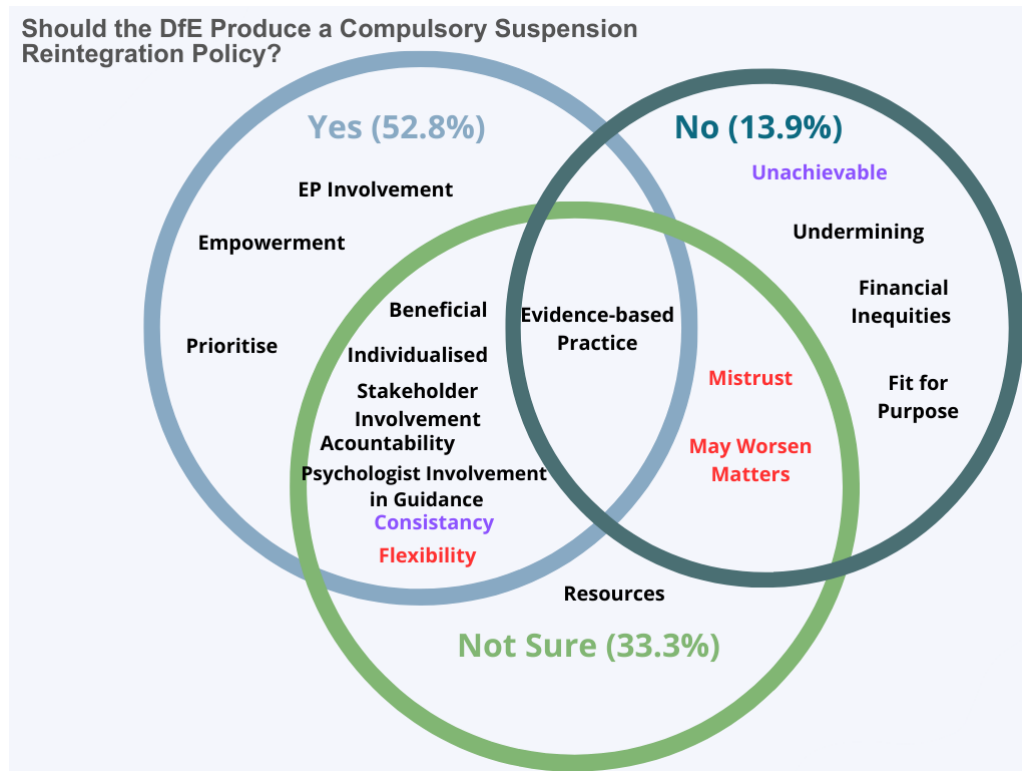 Should the DfE Produce a Compulsory Suspension
Reintegration Policy?
Yes (52.8%)
No (13.9%)
Unachievable
EP Involvement
Undermining
Empowerment
Financial
Inequities
Beneficial
Evidence-based
Practice
Prioritise
Individualised
Mistrust
Fit for
Purpose
Stakeholder
Involvement
Acountability
May Worsen
Matters
Psychologist Involvement
in Guidance
Consistancy
Flexibility
Resources
Not Sure (33.3%)